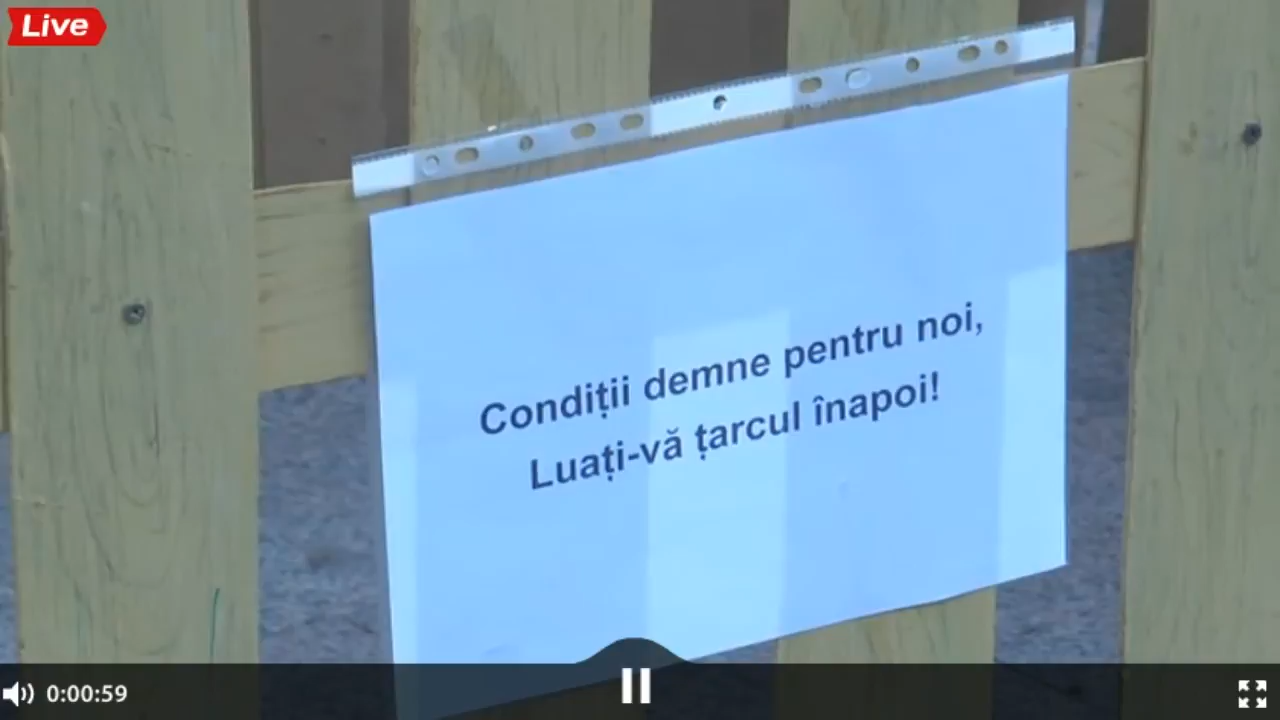 Live
Condiții demne pentru noi,
Luați-vă țarcul înapoi!
0:00:59